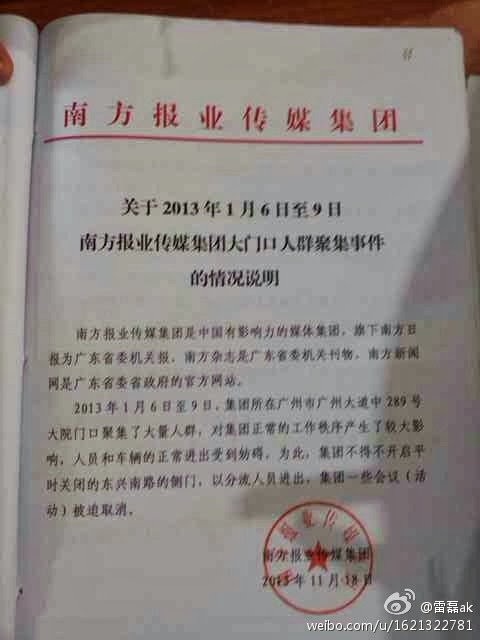 南方报业传媒集团
关于2013年1月6日至9日
南方报业传媒集团大门口人群聚集事件
的情况说明
南方报业传媒集团是中国有影响力的媒体集团，旗下南方日
报为广东省委机关报，南方杂志是广东省委机关刊物，南方新闻
网是广东省委省政府的官方网站。
2013年1月6日至9日，集团所在广州市广州大道中289号
大院门口聚集了大量人群，对集团正常的工作秩序产生了较大影
响，人员和车辆的正常进出受到妨碍，为此，集团不得不开启平
时关闭的东兴南路的侧门，以分流人员进出，集团一些会议（活
动）被迫取消。
南方报业传媒集团
2013年11月18日
@雷磊ak
weibo.com/u/1621322781